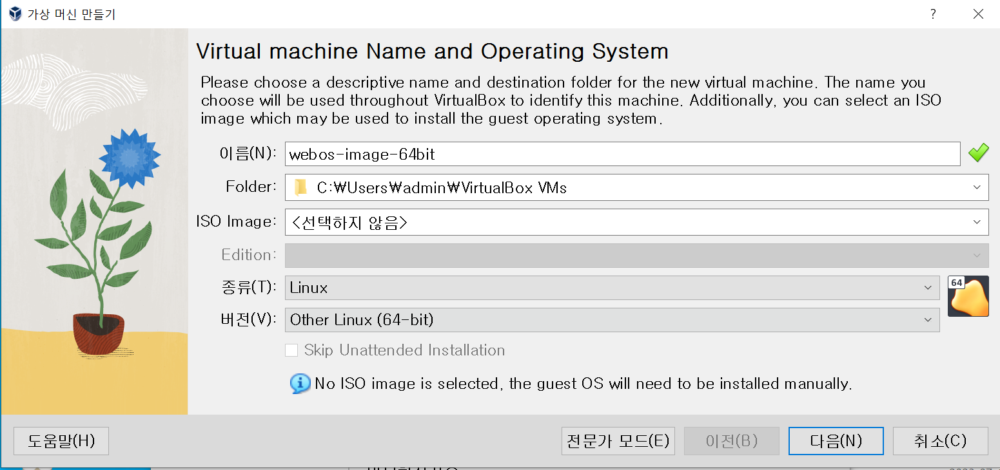 가상 머신 만들기
?
Virtual machine Name and Operating System
Please choose a descriptive name and destination folder for the new virtual machine. The name you
choose will be used throughout VirtualBox to identify this machine. Additionally, you can select an ISO
image which may be used to install the guest operating system.
이름(N): webos-image-64bit
Folder: C:₩Users₩admin₩VirtualBox VMs
ISO Image: <선택하지 않음>
Edition:
종류(T): Linux
64
버전(V): Other Linux (64-bit)
Skip Unattended Installation
No ISO image is selected, the guest OS will need to be installed manually.
도움말(H) 전문가 모드(E) 이전(B) 다음(N) 취소(C)